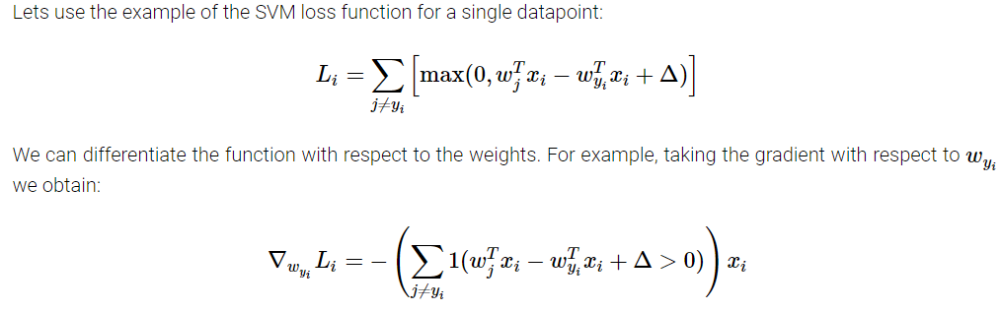 Lets use the example of the SVM loss function for a single datapoint:
L_i = \sum_{j \neq y_i} \left[ \max(0, w_j^T x_i - w_{y_i}^T x_i + \Delta) \right]
We can differentiate the function with respect to the weights. For example, taking the gradient with respect to w_{y_i}
we obtain:
\nabla_{w_{y_i}} L_i = - \left( \sum_{j \neq y_i} 1(w_j^T x_i - w_{y_i}^T x_i + \Delta > 0) \right) x_i